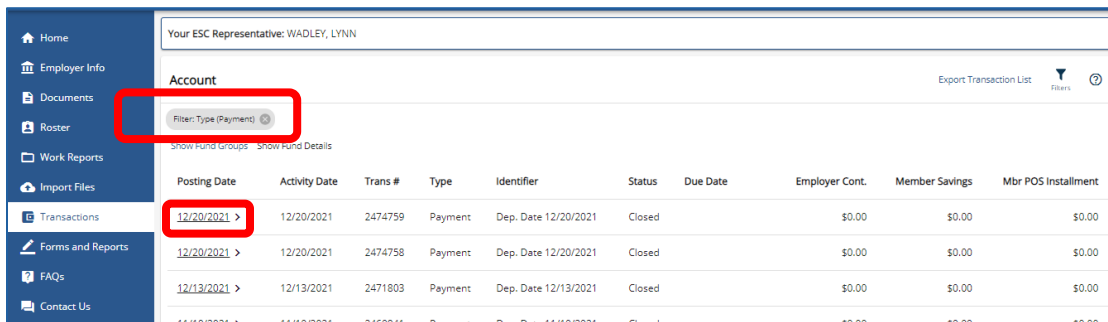 Home
Employer Info
Documents
Roster
Work Reports
Import Files
Transactions
Forms and Reports
FAQs
Contact Us
Your ESC Representative: WADLEY, LYNN
Account
Export Transaction List
Filters
Filter: Type (Payment)
Show Fund Groups Show Fund Details
Posting Date Activity Date Trans # Type Identifier Status Due Date Employer Cont. Member Savings Mbr POS Installment
12/20/2021 > 12/20/2021 2474759 Payment Dep. Date 12/20/2021 Closed $0.00 $0.00 $0.00
12/20/2021 > 12/20/2021 2474758 Payment Dep. Date 12/20/2021 Closed $0.00 $0.00 $0.00
12/13/2021 > 12/13/2021 2471803 Payment Dep. Date 12/13/2021 Closed $0.00 $0.00 $0.00